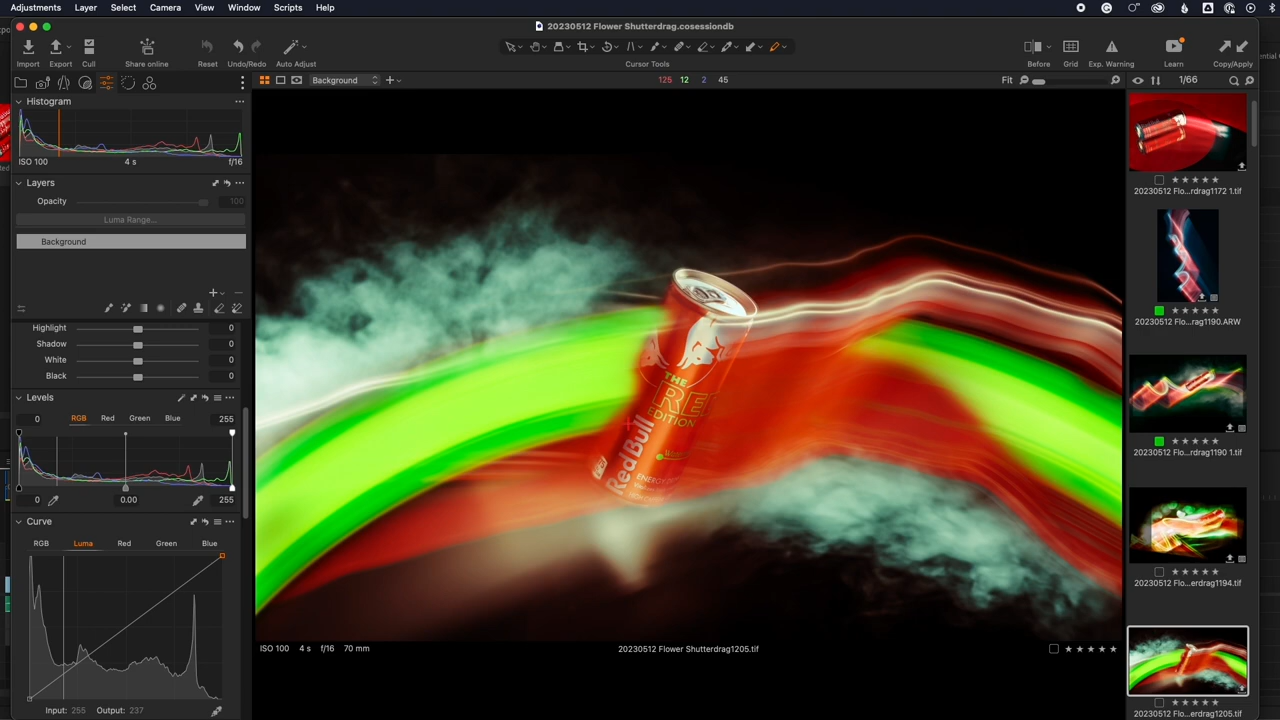 Adjustments Layer Select Camera View Window Scripts Help
20230512 Flower Shutterdrag.cosessiondb
Import Export Cull Share online Reset Undo/Redo Auto Adjust Cursor Tools Before Grid Exp. Warning Learn Copy/Apply
Background 125 12 2 45 Fit 1/66
Histogram
ISO 100 4 s f/16
Layers
Opacity 100
Luma Range...
Background
Highlight 0
Shadow 0
White 0
Black 0
Levels
0 RGB Red Green Blue 255
0 0.00 255
Curve
RGB Luma Red Green Blue
Input: 255 Output: 237
THE
RE
EDITION
Red Bull
ENERGY
ISO 100 4 s f/16 70 mm 20230512 Flower Shutterdrag1205.tif
20230512 Flo...rdrag1172 1.tif
20230512 Flo...rag1190.ARW
20230512 Flo...rdrag1190 1.tif
20230512 Flo...erdrag1194.tif
20230512 Flo...erdrag1205.tif